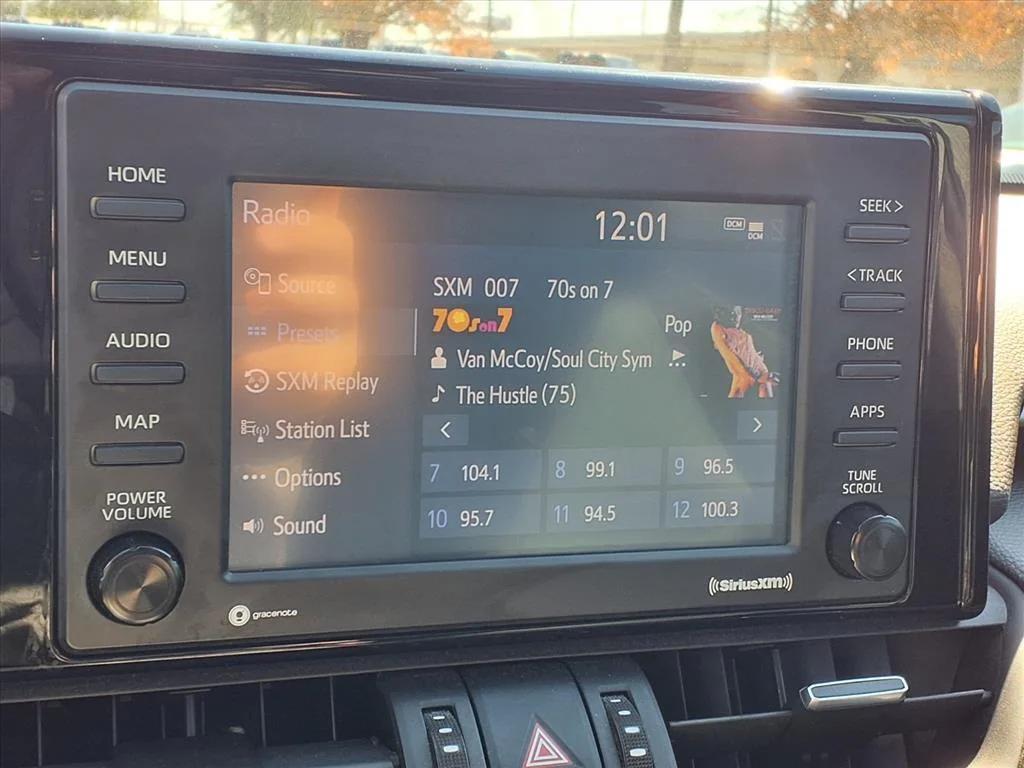 HOME
MENU
AUDIO
MAP
POWER
VOLUME
Radio
12:01
DCM
DCM
Source
Presets
SXM Replay
Station List
Options
Sound
SXM 007 70s on 7
70s on 7
Pop
Van McCoy/Soul City Sym
The Hustle (75)
< >
7 104.1 8 99.1 9 96.5
10 95.7 11 94.5 12 100.3
SEEK >
< TRACK
PHONE
APPS
TUNE
SCROLL
gracenote
((SiriusXM))